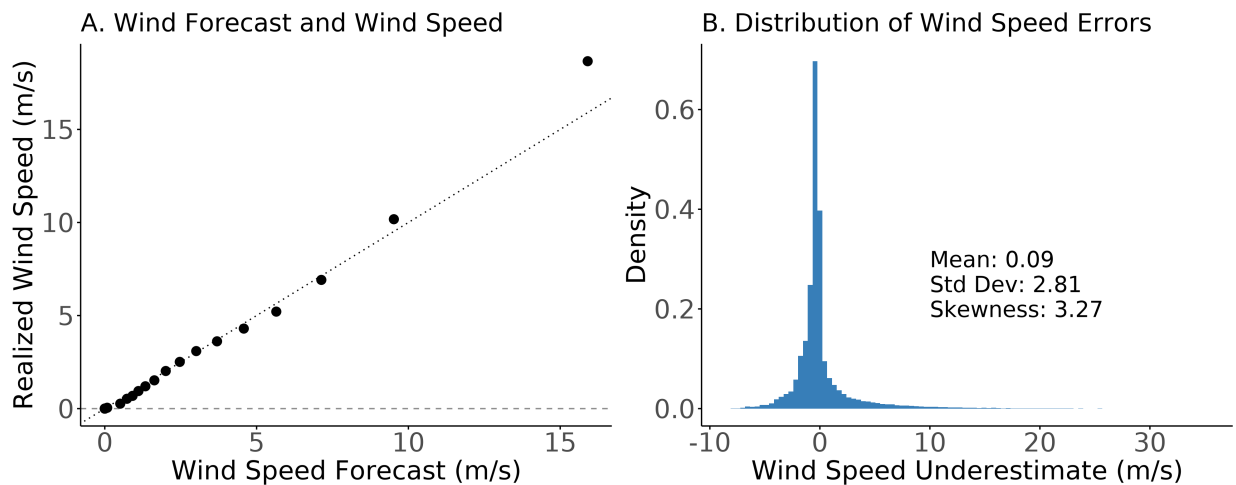 A. Wind Forecast and Wind Speed
Realized Wind Speed (m/s)
15
10
5
0
0
5
10
15
Wind Speed Forecast (m/s)
B. Distribution of Wind Speed Errors
Density
0.6
0.4
0.2
0.0
Mean: 0.09
Std Dev: 2.81
Skewness: 3.27
-10
0
10
20
30
Wind Speed Underestimate (m/s)